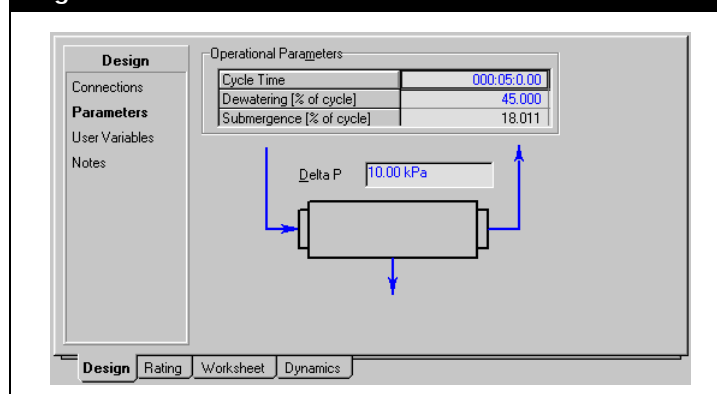 Design
Connections
Parameters
User Variables
Notes
Operational Parameters
Cycle Time 000:05:0.00
Dewatering [% of cycle] 45.000
Submergence [% of cycle] 18.011
Delta P 10.00 kPa
Design Rating Worksheet Dynamics